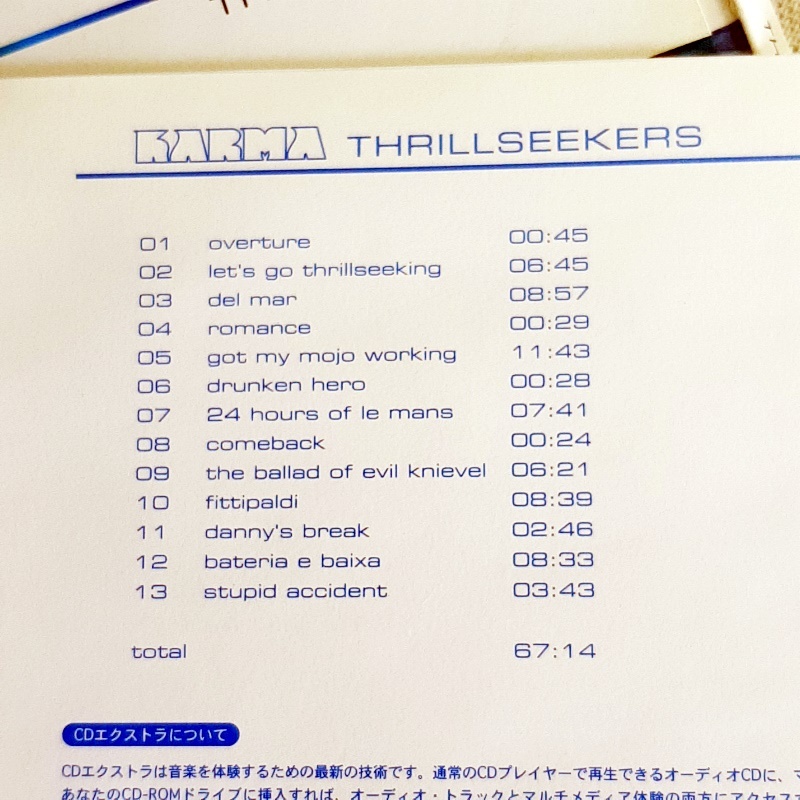 KARMA THRILLSEEKERS
01 overture 00:45
02 let's go thrillseeking 06:45
03 del mar 08:57
04 romance 00:29
05 got my mojo working 11:43
06 drunken hero 00:28
07 24 hours of le mans 07:41
08 comeback 00:24
09 the ballad of evil knievel 06:21
10 fittipaldi 08:39
11 danny's break 02:46
12 bateria e baixa 08:33
13 stupid accident 03:43
total 67:14
CDエクストラについて
CDエクストラは音楽を体験するための最新の技術です。通常のCDプレイヤーで再生できるオーディオCDに、マ
あなたのCD-ROMドライブに挿入すれば、オーディオ・トラックとマルチメディア体験の両方にアクセス